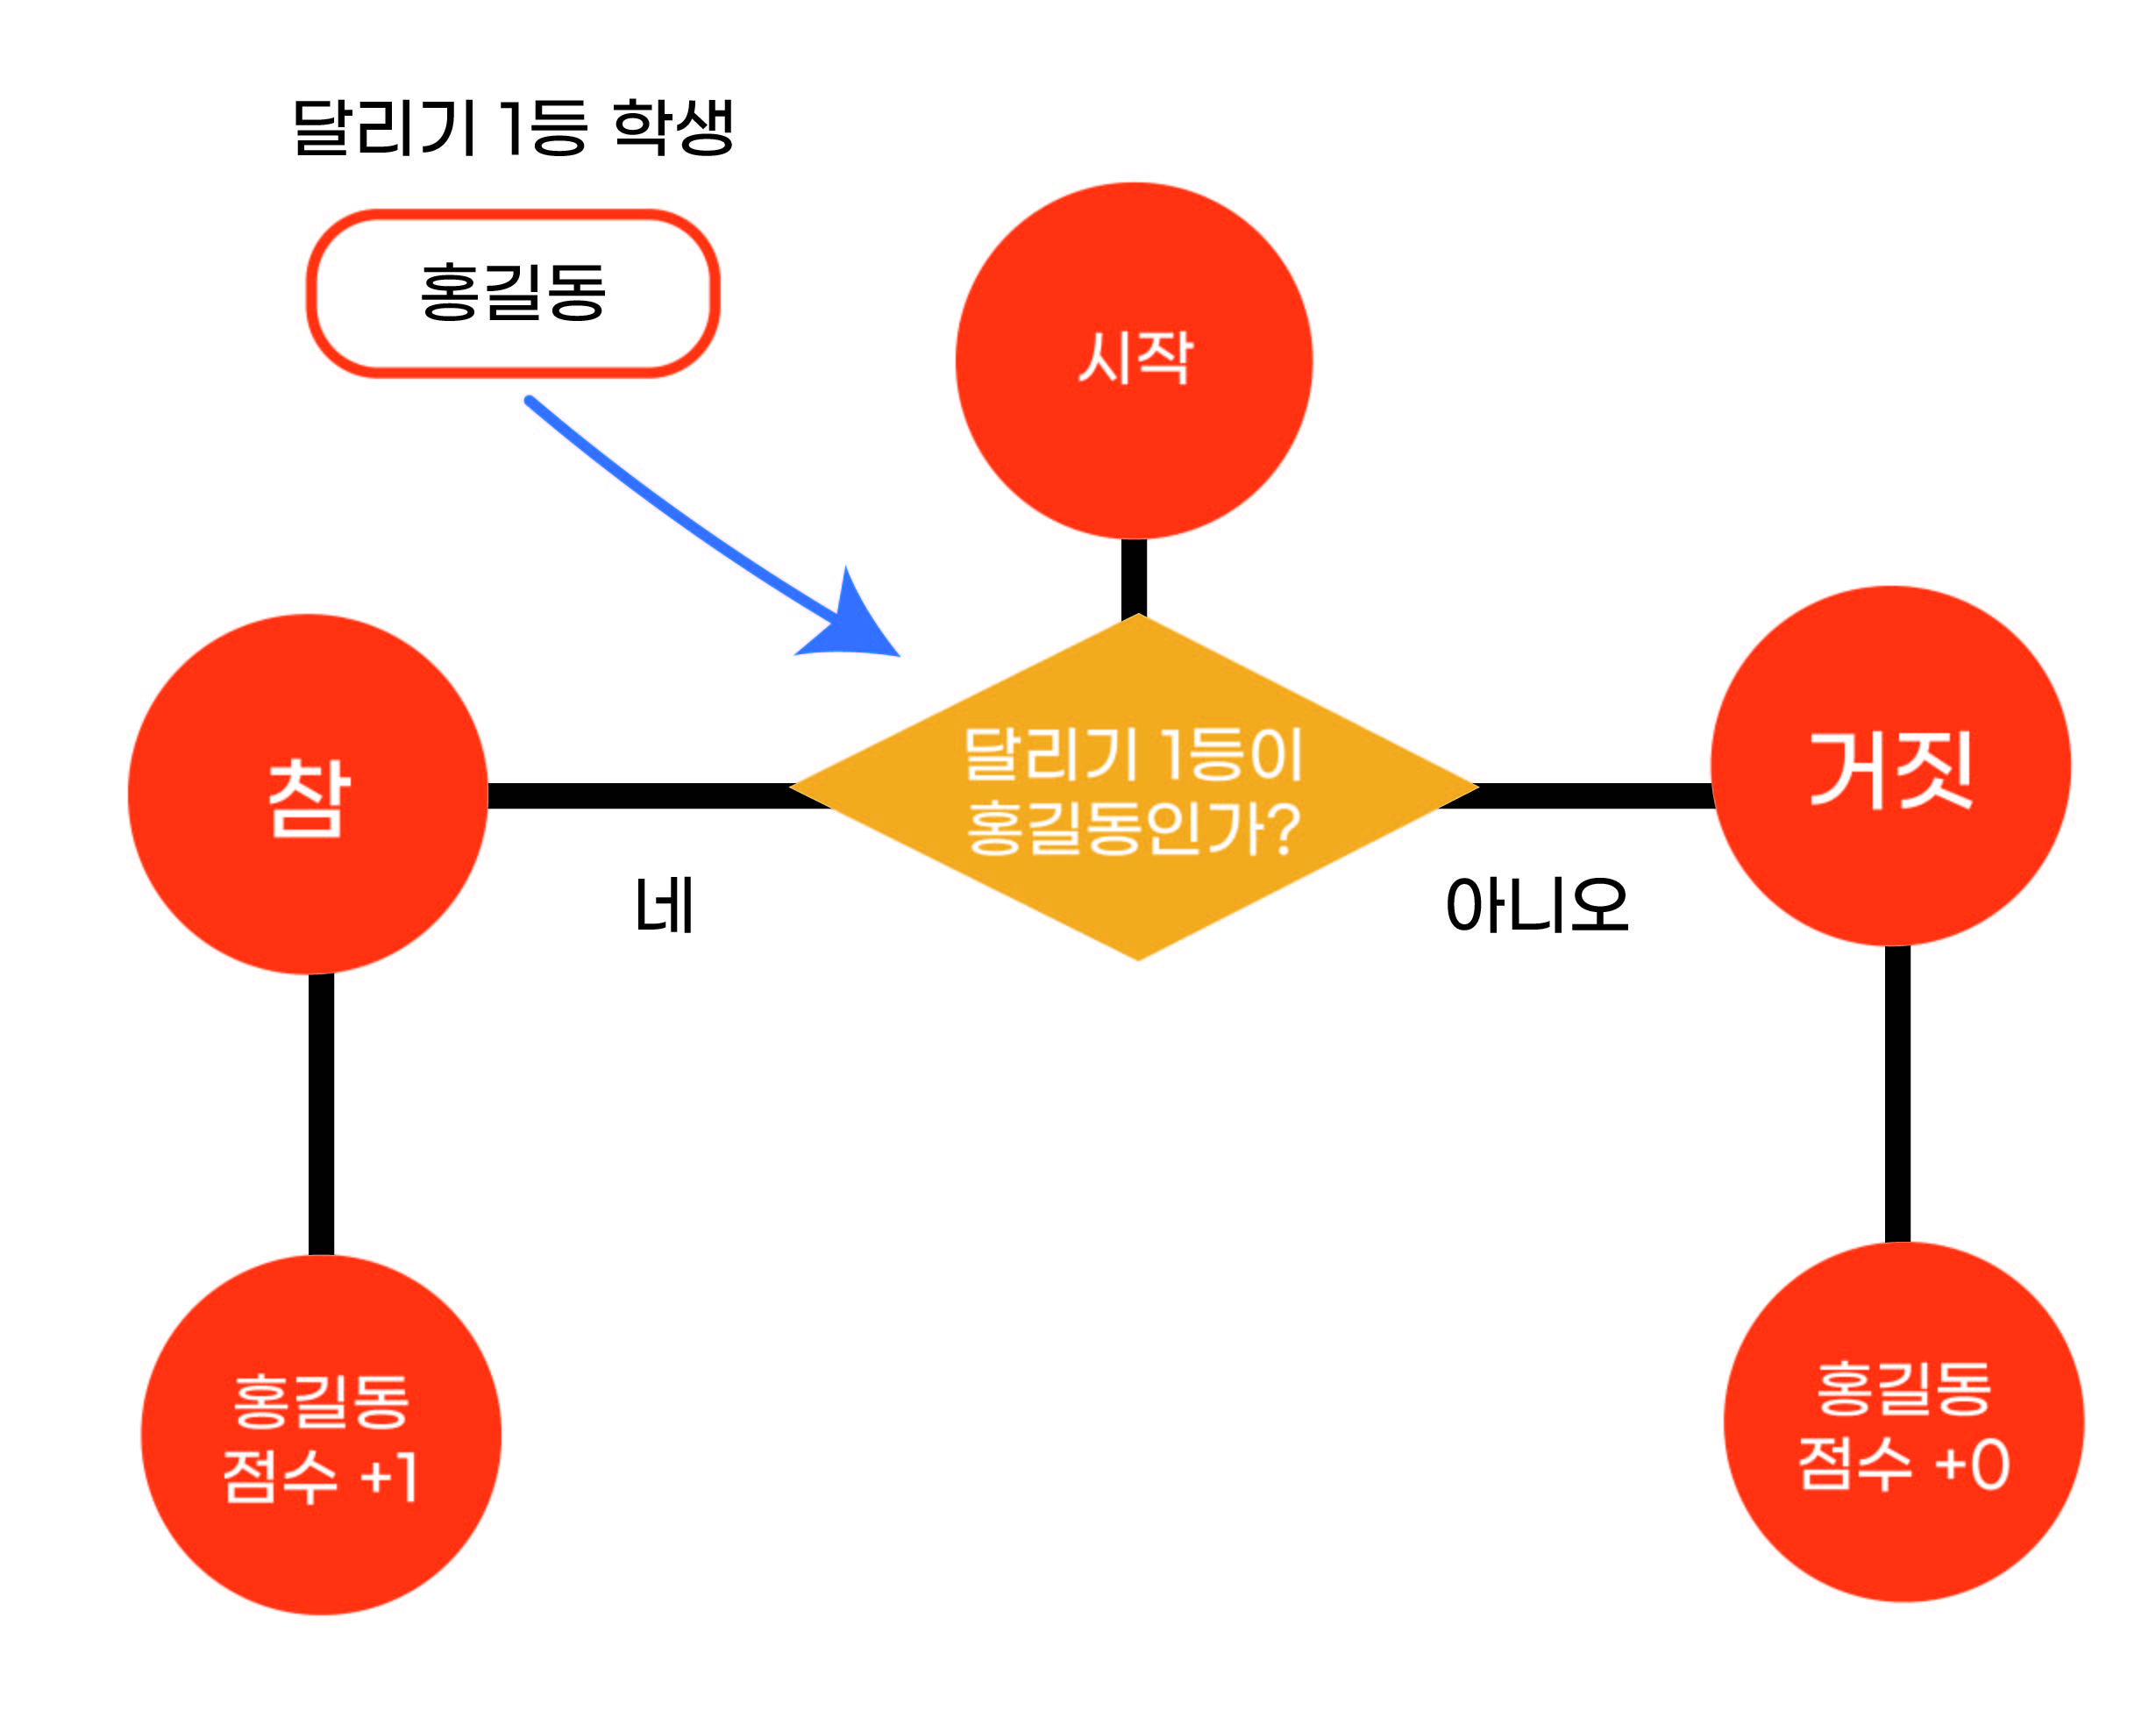 달리기 1등 학생
홍길동
시작
달리기 1등이
홍길동인가?
참
거짓
네
아니오
홍길동
점수 +1
홍길동
점수 +0